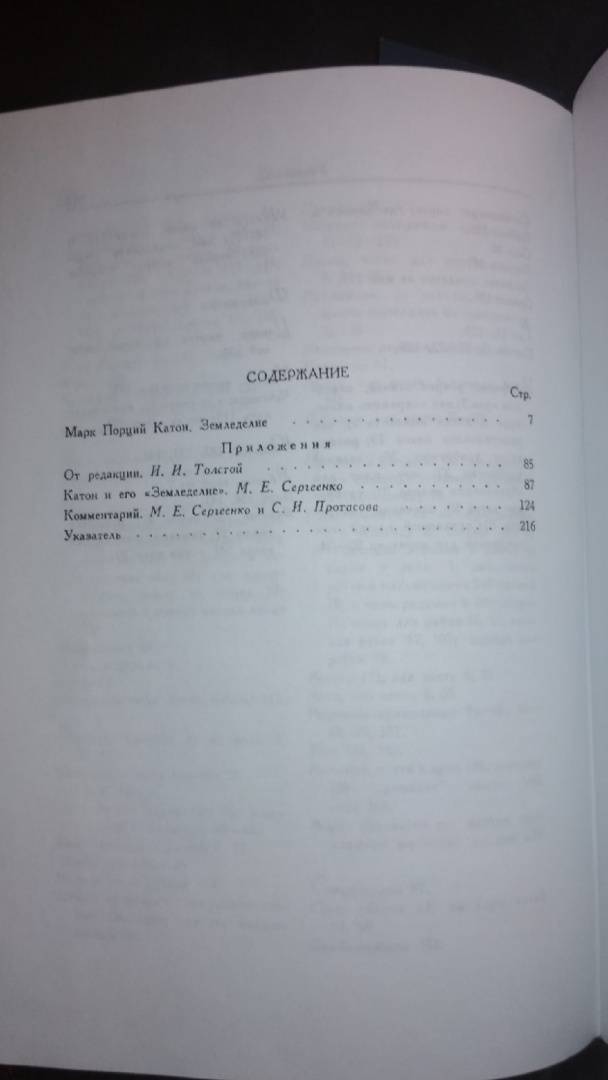 СОДЕРЖАНИЕ
Стр.
Марк Порций Катон. Земледелие . . . . . . . . . . . . . . . 7
Приложения
От редакции. И. И. Толстой . . . . . . . . . . . . . . . . . 85
Катон и его «Земледелие». М. Е. Сергеенко . . . . . . . . . . . 87
Комментарий. М. Е. Сергеенко и С. И. Протасова . . . . . . . . 124
Указатель . . . . . . . . . . . . . . . . . . . . . . . . . 216